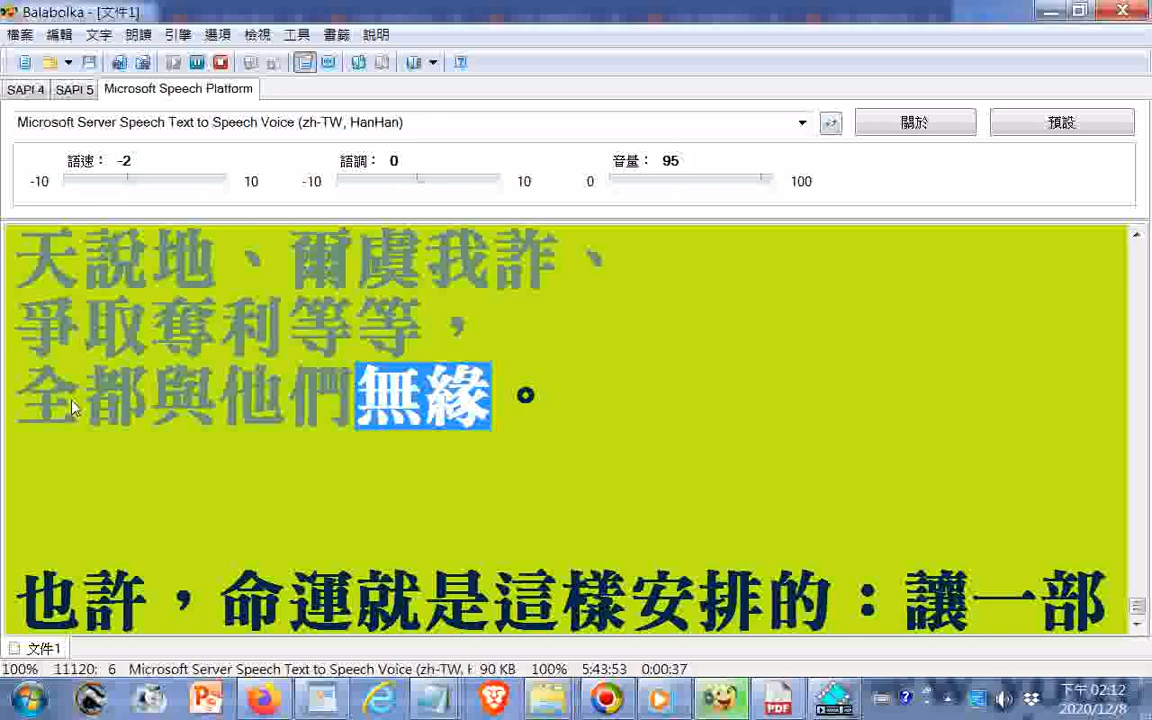 Balabolka - [文件1]
檔案 編輯 文字 朗讀 引擎 選項 檢視 工具 書籤 說明
SAPI 4 SAPI 5 Microsoft Speech Platform
Microsoft Server Speech Text to Speech Voice (zh-TW, HanHan) 關於 預設
語速： -2 語調： 0 音量： 95
-10 10 -10 10 0 100
天說地、爾虞我詐、
爭取奪利等等，
全都與他們無緣。
也許，命運就是這樣安排的：讓一部
文件1
100% 11120: 6 Microsoft Server Speech Text to Speech Voice (zh-TW, H 90 KB 100% 5:43:53 0:00:37
PDF 下午 02:12
2020/12/8